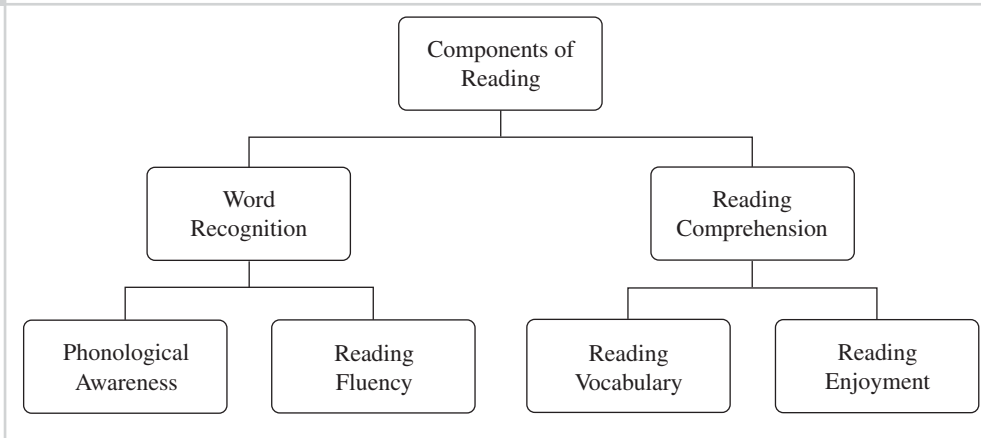 Components of
Reading
Word
Recognition
Reading
Comprehension
Phonological
Awareness
Reading
Fluency
Reading
Vocabulary
Reading
Enjoyment